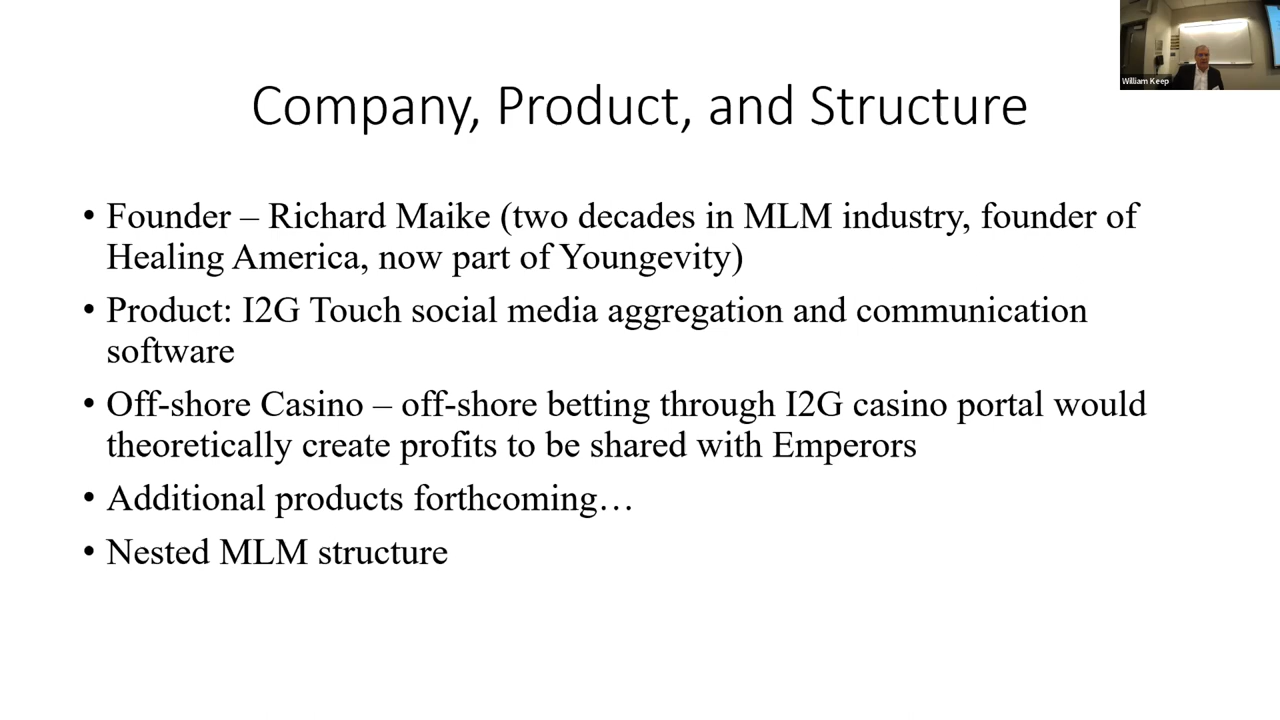 William Keep
Company, Product, and Structure
• Founder – Richard Maike (two decades in MLM industry, founder of
Healing America, now part of Youngevity)
• Product: I2G Touch social media aggregation and communication
software
• Off-shore Casino – off-shore betting through I2G casino portal would
theoretically create profits to be shared with Emperors
• Additional products forthcoming…
• Nested MLM structure